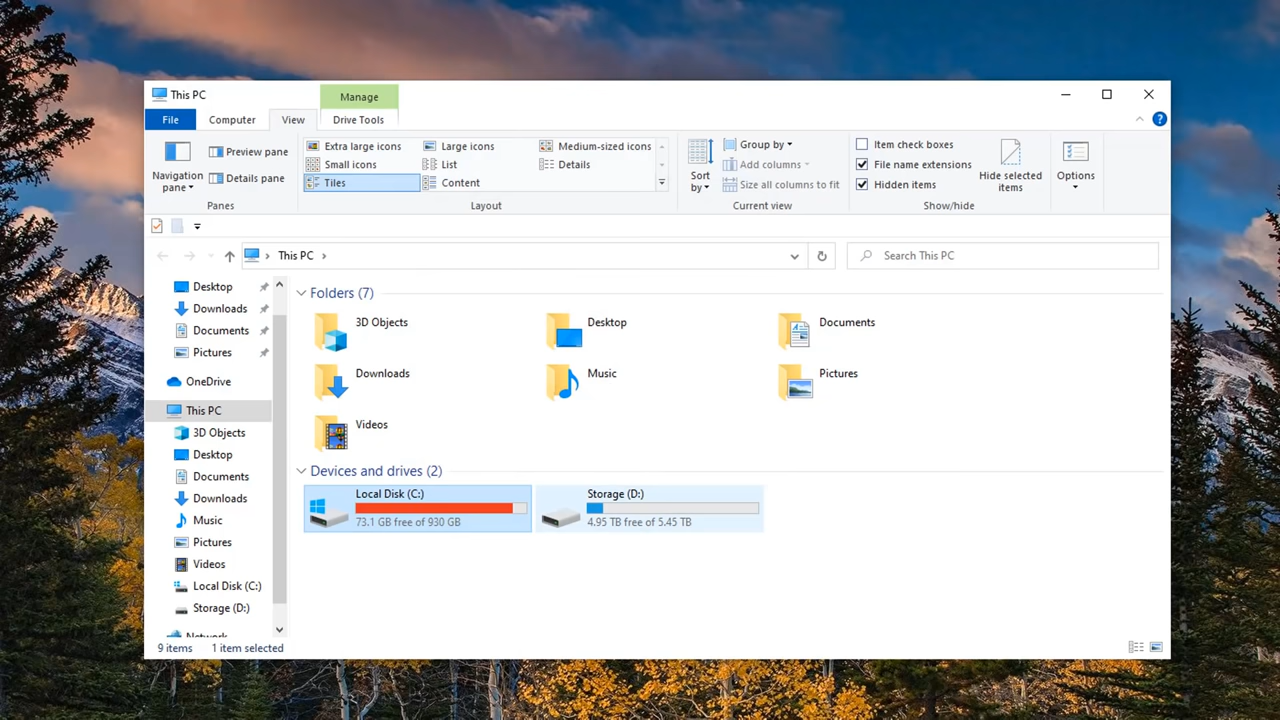 This PC
Manage
File
Computer
View
Drive Tools
Navigation pane
Preview pane
Details pane
Panes
Extra large icons
Large icons
Medium-sized icons
Small icons
List
Details
Tiles
Content
Layout
Sort by
Group by
Add columns
Size all columns to fit
Current view
Item check boxes
File name extensions
Hidden items
Hide selected items
Show/hide
Options
This PC
Search This PC
Desktop
Downloads
Documents
Pictures
OneDrive
This PC
3D Objects
Desktop
Documents
Downloads
Music
Pictures
Videos
Local Disk (C:)
Storage (D:)
Network
Folders (7)
3D Objects
Desktop
Documents
Downloads
Music
Pictures
Videos
Devices and drives (2)
Local Disk (C:)
73.1 GB free of 930 GB
Storage (D:)
4.95 TB free of 5.45 TB
9 items
1 item selected